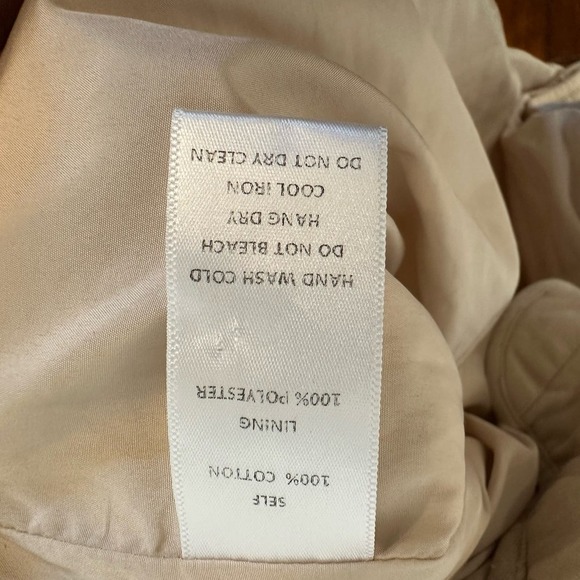 SELF
100% COTTON
LINING
100% POLYESTER
HAND WASH COLD
DO NOT BLEACH
HANG DRY
COOL IRON
DO NOT DRY CLEAN